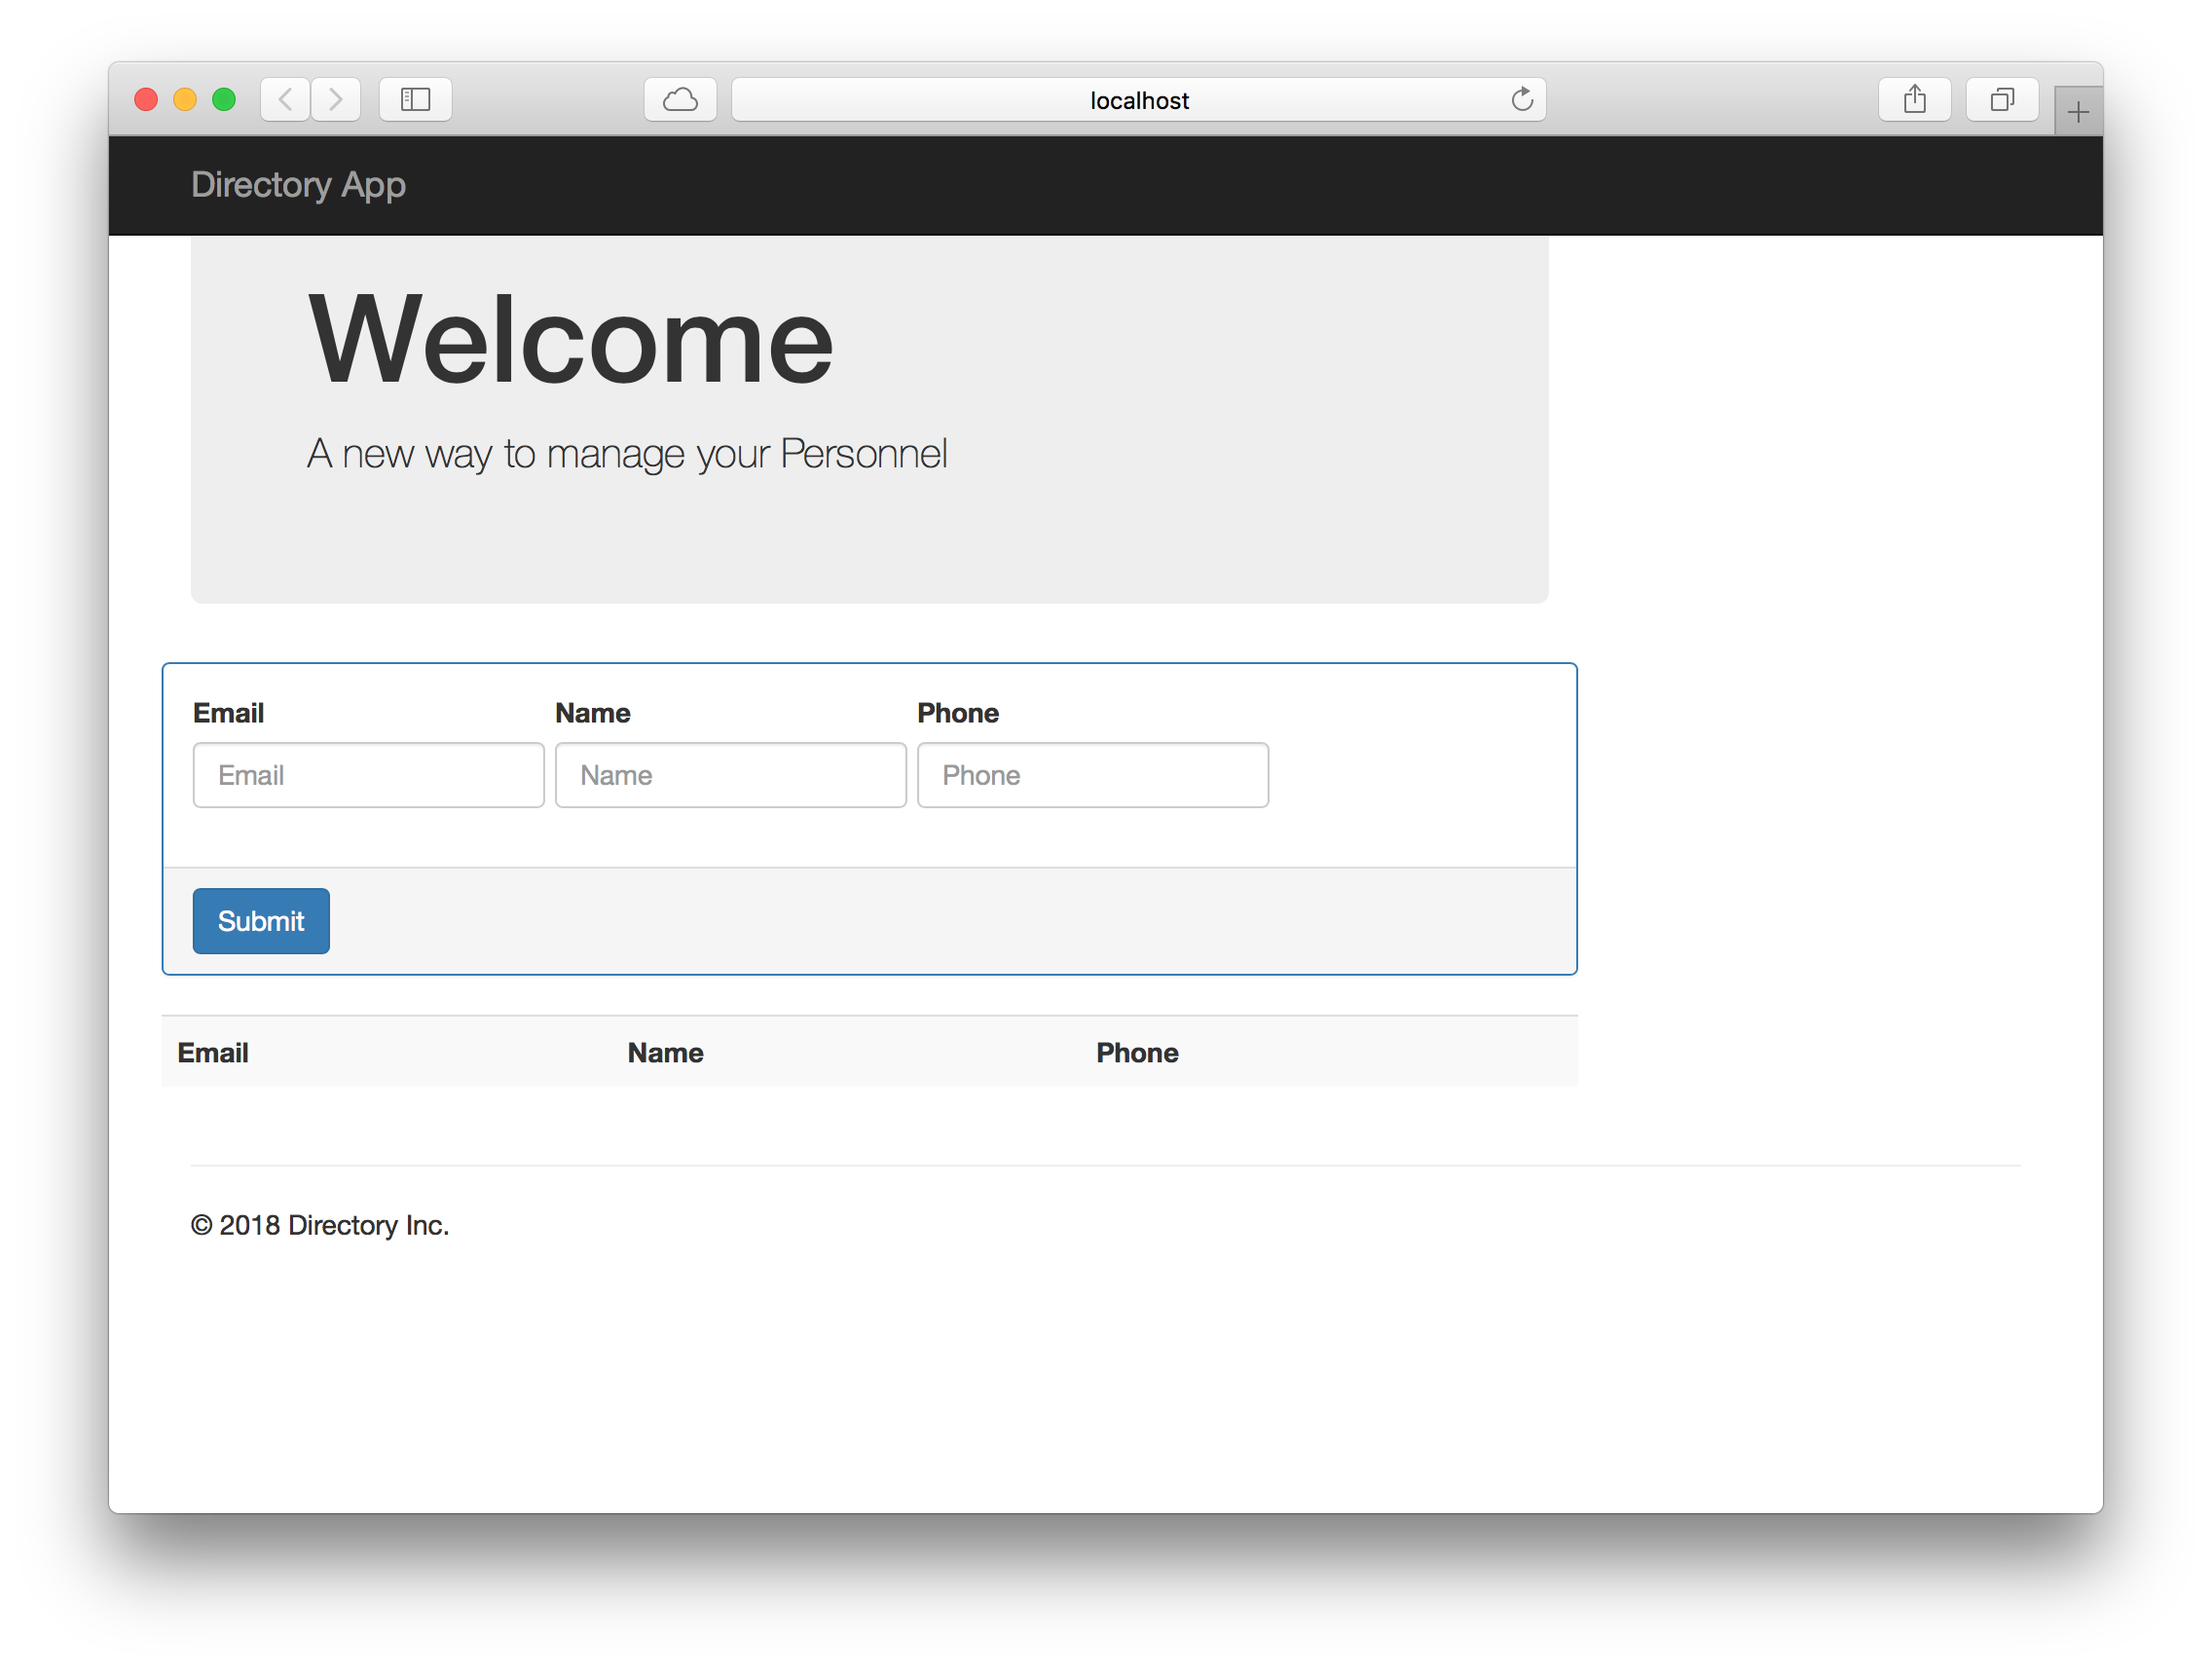 localhost
Directory App
Welcome
A new way to manage your Personnel
Email Name Phone
Email Name Phone
Submit
Email Name Phone
© 2018 Directory Inc.